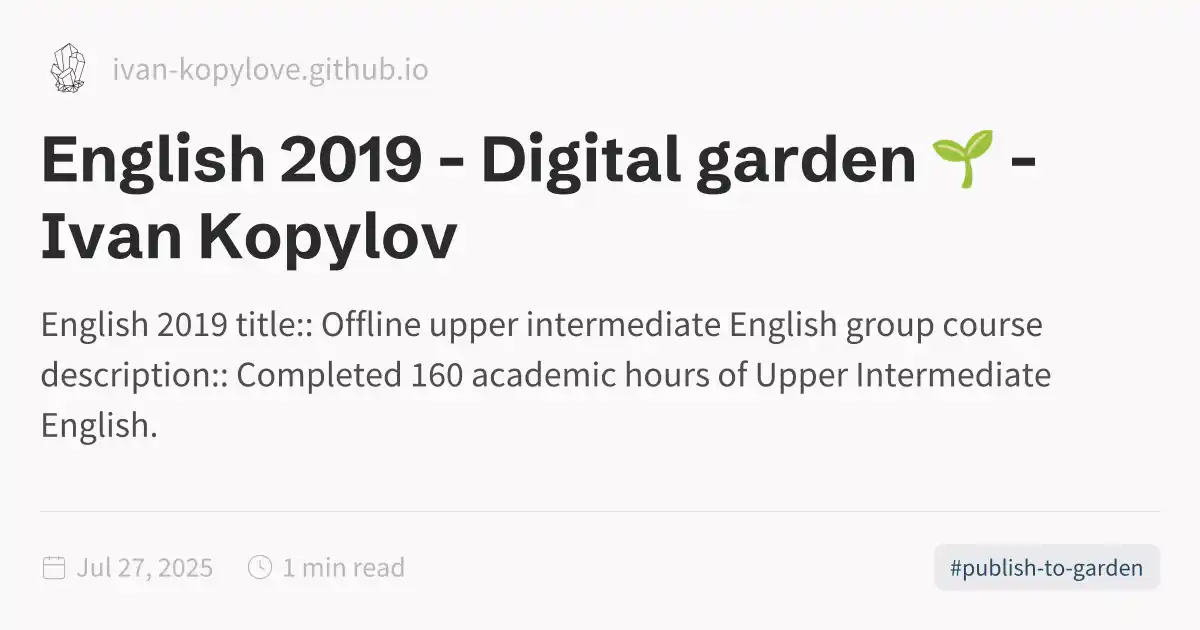 ivan-kopylove.github.io
English 2019 - Digital garden 🌱 -
Ivan Kopylov
English 2019 title:: Offline upper intermediate English group course
description:: Completed 160 academic hours of Upper Intermediate
English.
Jul 27, 2025 1 min read #publish-to-garden